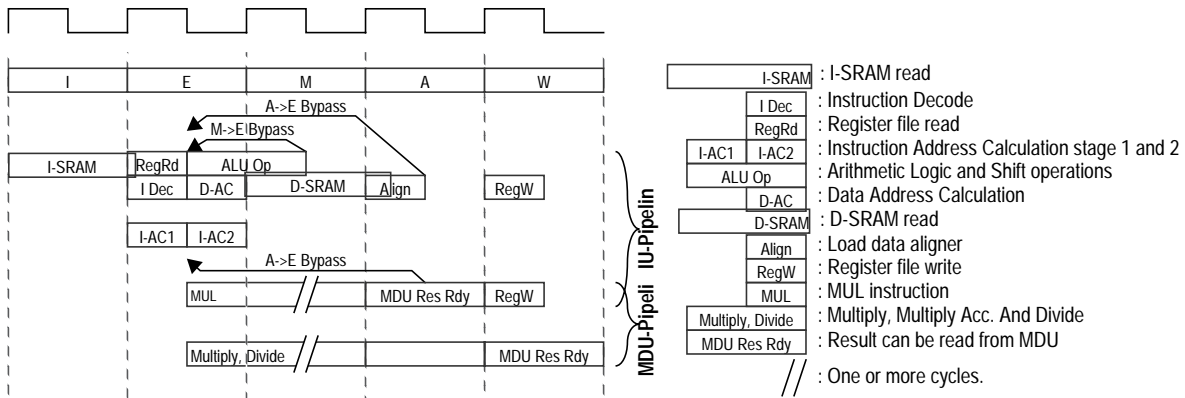 I E M A W
A->E Bypass
M->E Bypass
I-SRAM RegRd ALU Op
I Dec D-AC D-SRAM Align RegW
I-AC1 I-AC2
A->E Bypass
MUL MDU Res Rdy RegW
Multiply, Divide MDU Res Rdy
IU-Pipelin
MDU-Pipeli
I-SRAM : I-SRAM read
I Dec : Instruction Decode
RegRd : Register file read
I-AC1 I-AC2 : Instruction Address Calculation stage 1 and 2
ALU Op : Arithmetic Logic and Shift operations
D-AC : Data Address Calculation
D-SRAM : D-SRAM read
Align : Load data aligner
RegW : Register file write
MUL : MUL instruction
Multiply, Divide : Multiply, Multiply Acc. And Divide
MDU Res Rdy : Result can be read from MDU
: One or more cycles.